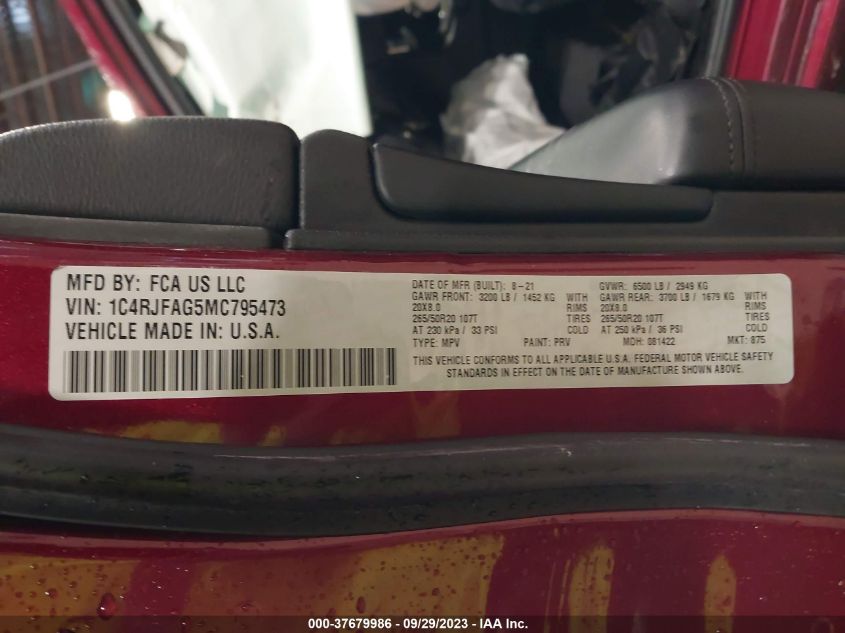 MFD BY: FCA US LLC
VIN: 1C4RJFAG5MC795473
VEHICLE MADE IN: U.S.A.
DATE OF MFR (BUILT): 8-21 GVWR: 6500 LB / 2949 KG
GAWR FRONT: 3200 LB / 1452 KG WITH REAR: 3700 LB / 1679 KG WITH
20X8.0 RIMS 20X8.0 RIMS
265/50R20 107T TIRES 265/50R20 107T TIRES
AT 230 kPa / 33 PSI COLD AT 250 kPa / 36 PSI COLD
TYPE: MPV PAINT: PRV MDH: 081422 MKT: 875
THIS VEHICLE CONFORMS TO ALL APPLICABLE U.S.A. FEDERAL MOTOR VEHICLE SAFETY
STANDARDS IN EFFECT ON THE DATE OF MANUFACTURE SHOWN ABOVE.
000-37679986 - 09/29/2023 - IAA Inc.